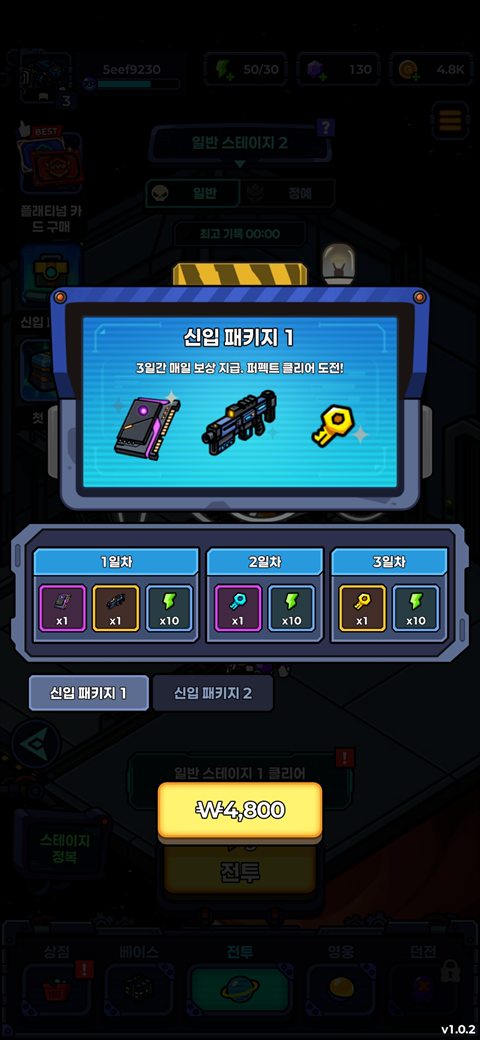 5eef9230
50/30
130
4.8K
3
BEST
?
일반 스테이지 2
일반
정예
플래티넘 카
드 구매
최고 기록 00:00
신입
첫
신입 패키지 1
3일간 매일 보상 지급. 퍼펙트 클리어 도전!
1일차
2일차
3일차
x1
x1
x10
x1
x10
x1
x10
신입 패키지 1
신입 패키지 2
!
일반 스테이지 1 클리어
₩4,800
스테이지
정복
전투
상점
베이스
전투
영웅
던전
!
v1.0.2